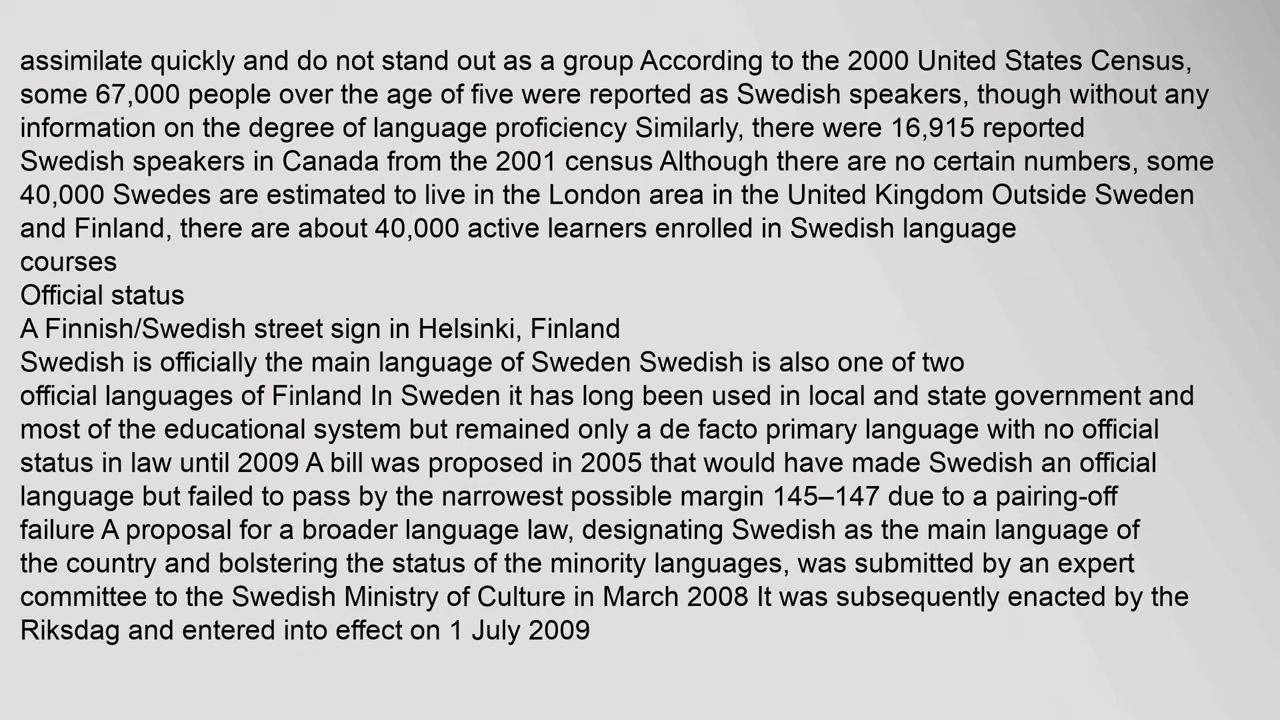 assimilate quickly and do not stand out as a group According to the 2000 United States Census,
some 67,000 people over the age of five were reported as Swedish speakers, though without any
information on the degree of language proficiency Similarly, there were 16,915 reported
Swedish speakers in Canada from the 2001 census Although there are no certain numbers, some
40,000 Swedes are estimated to live in the London area in the United Kingdom Outside Sweden
and Finland, there are about 40,000 active learners enrolled in Swedish language
courses
Official status
A Finnish/Swedish street sign in Helsinki, Finland
Swedish is officially the main language of Sweden Swedish is also one of two
official languages of Finland In Sweden it has long been used in local and state government and
most of the educational system but remained only a de facto primary language with no official
status in law until 2009 A bill was proposed in 2005 that would have made Swedish an official
language but failed to pass by the narrowest possible margin 145–147 due to a pairing-off
failure A proposal for a broader language law, designating Swedish as the main language of
the country and bolstering the status of the minority languages, was submitted by an expert
committee to the Swedish Ministry of Culture in March 2008 It was subsequently enacted by the
Riksdag and entered into effect on 1 July 2009